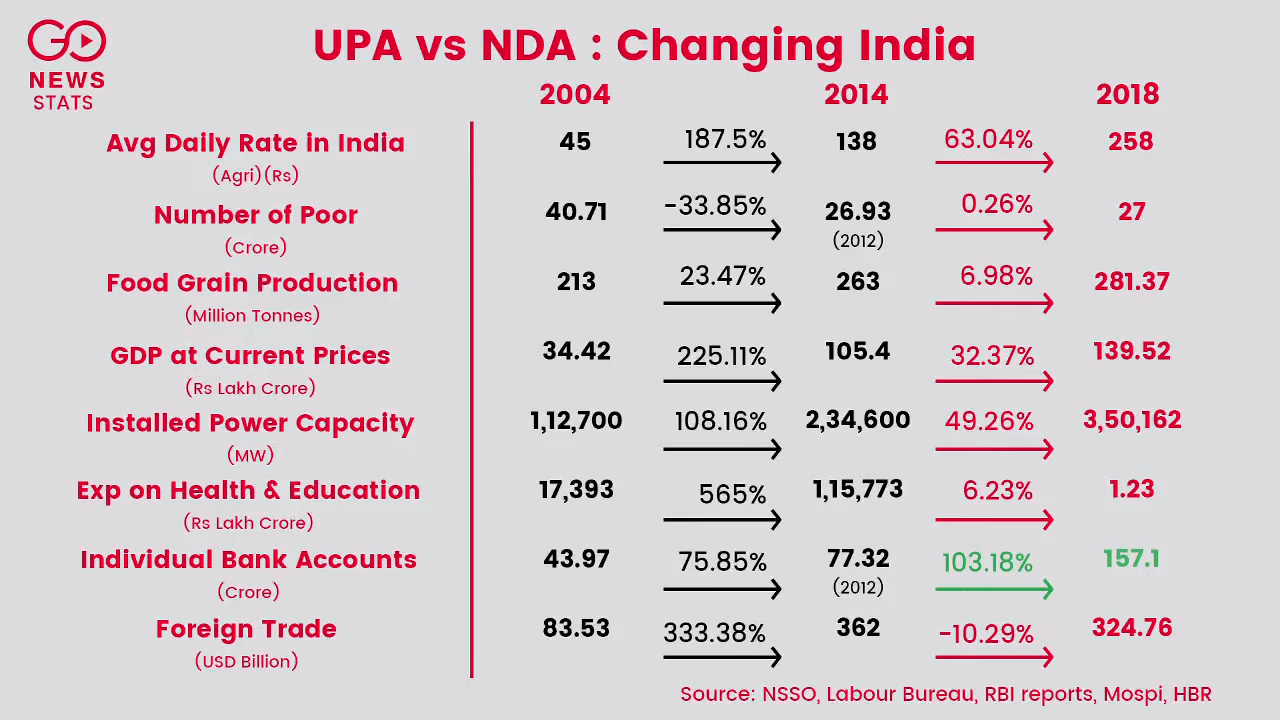 GO
NEWS
STATS
UPA vs NDA : Changing India
2004 2014 2018
Avg Daily Rate in India 45 187.5% 138 63.04% 258
(Agri)(Rs)
Number of Poor 40.71 -33.85% 26.93 0.26% 27
(Crore) (2012)
Food Grain Production 213 23.47% 263 6.98% 281.37
(Million Tonnes)
GDP at Current Prices 34.42 225.11% 105.4 32.37% 139.52
(Rs Lakh Crore)
Installed Power Capacity 1,12,700 108.16% 2,34,600 49.26% 3,50,162
(MW)
Exp on Health & Education 17,393 565% 1,15,773 6.23% 1.23
(Rs Lakh Crore)
Individual Bank Accounts 43.97 75.85% 77.32 103.18% 157.1
(Crore) (2012)
Foreign Trade 83.53 333.38% 362 -10.29% 324.76
(USD Billion)
Source: NSSO, Labour Bureau, RBI reports, Mospi, HBR